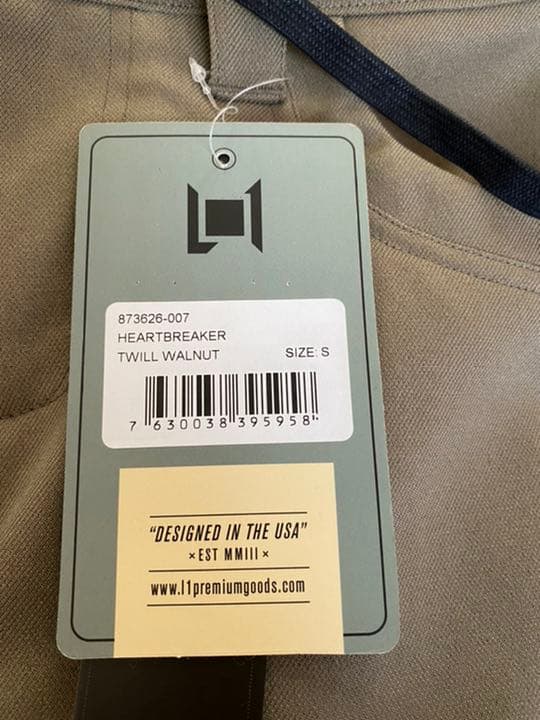 873626-007
HEARTBREAKER
TWILL WALNUT SIZE: S
7 630038 395958
"DESIGNED IN THE USA"
× EST MMIII ×
www.l1premiumgoods.com